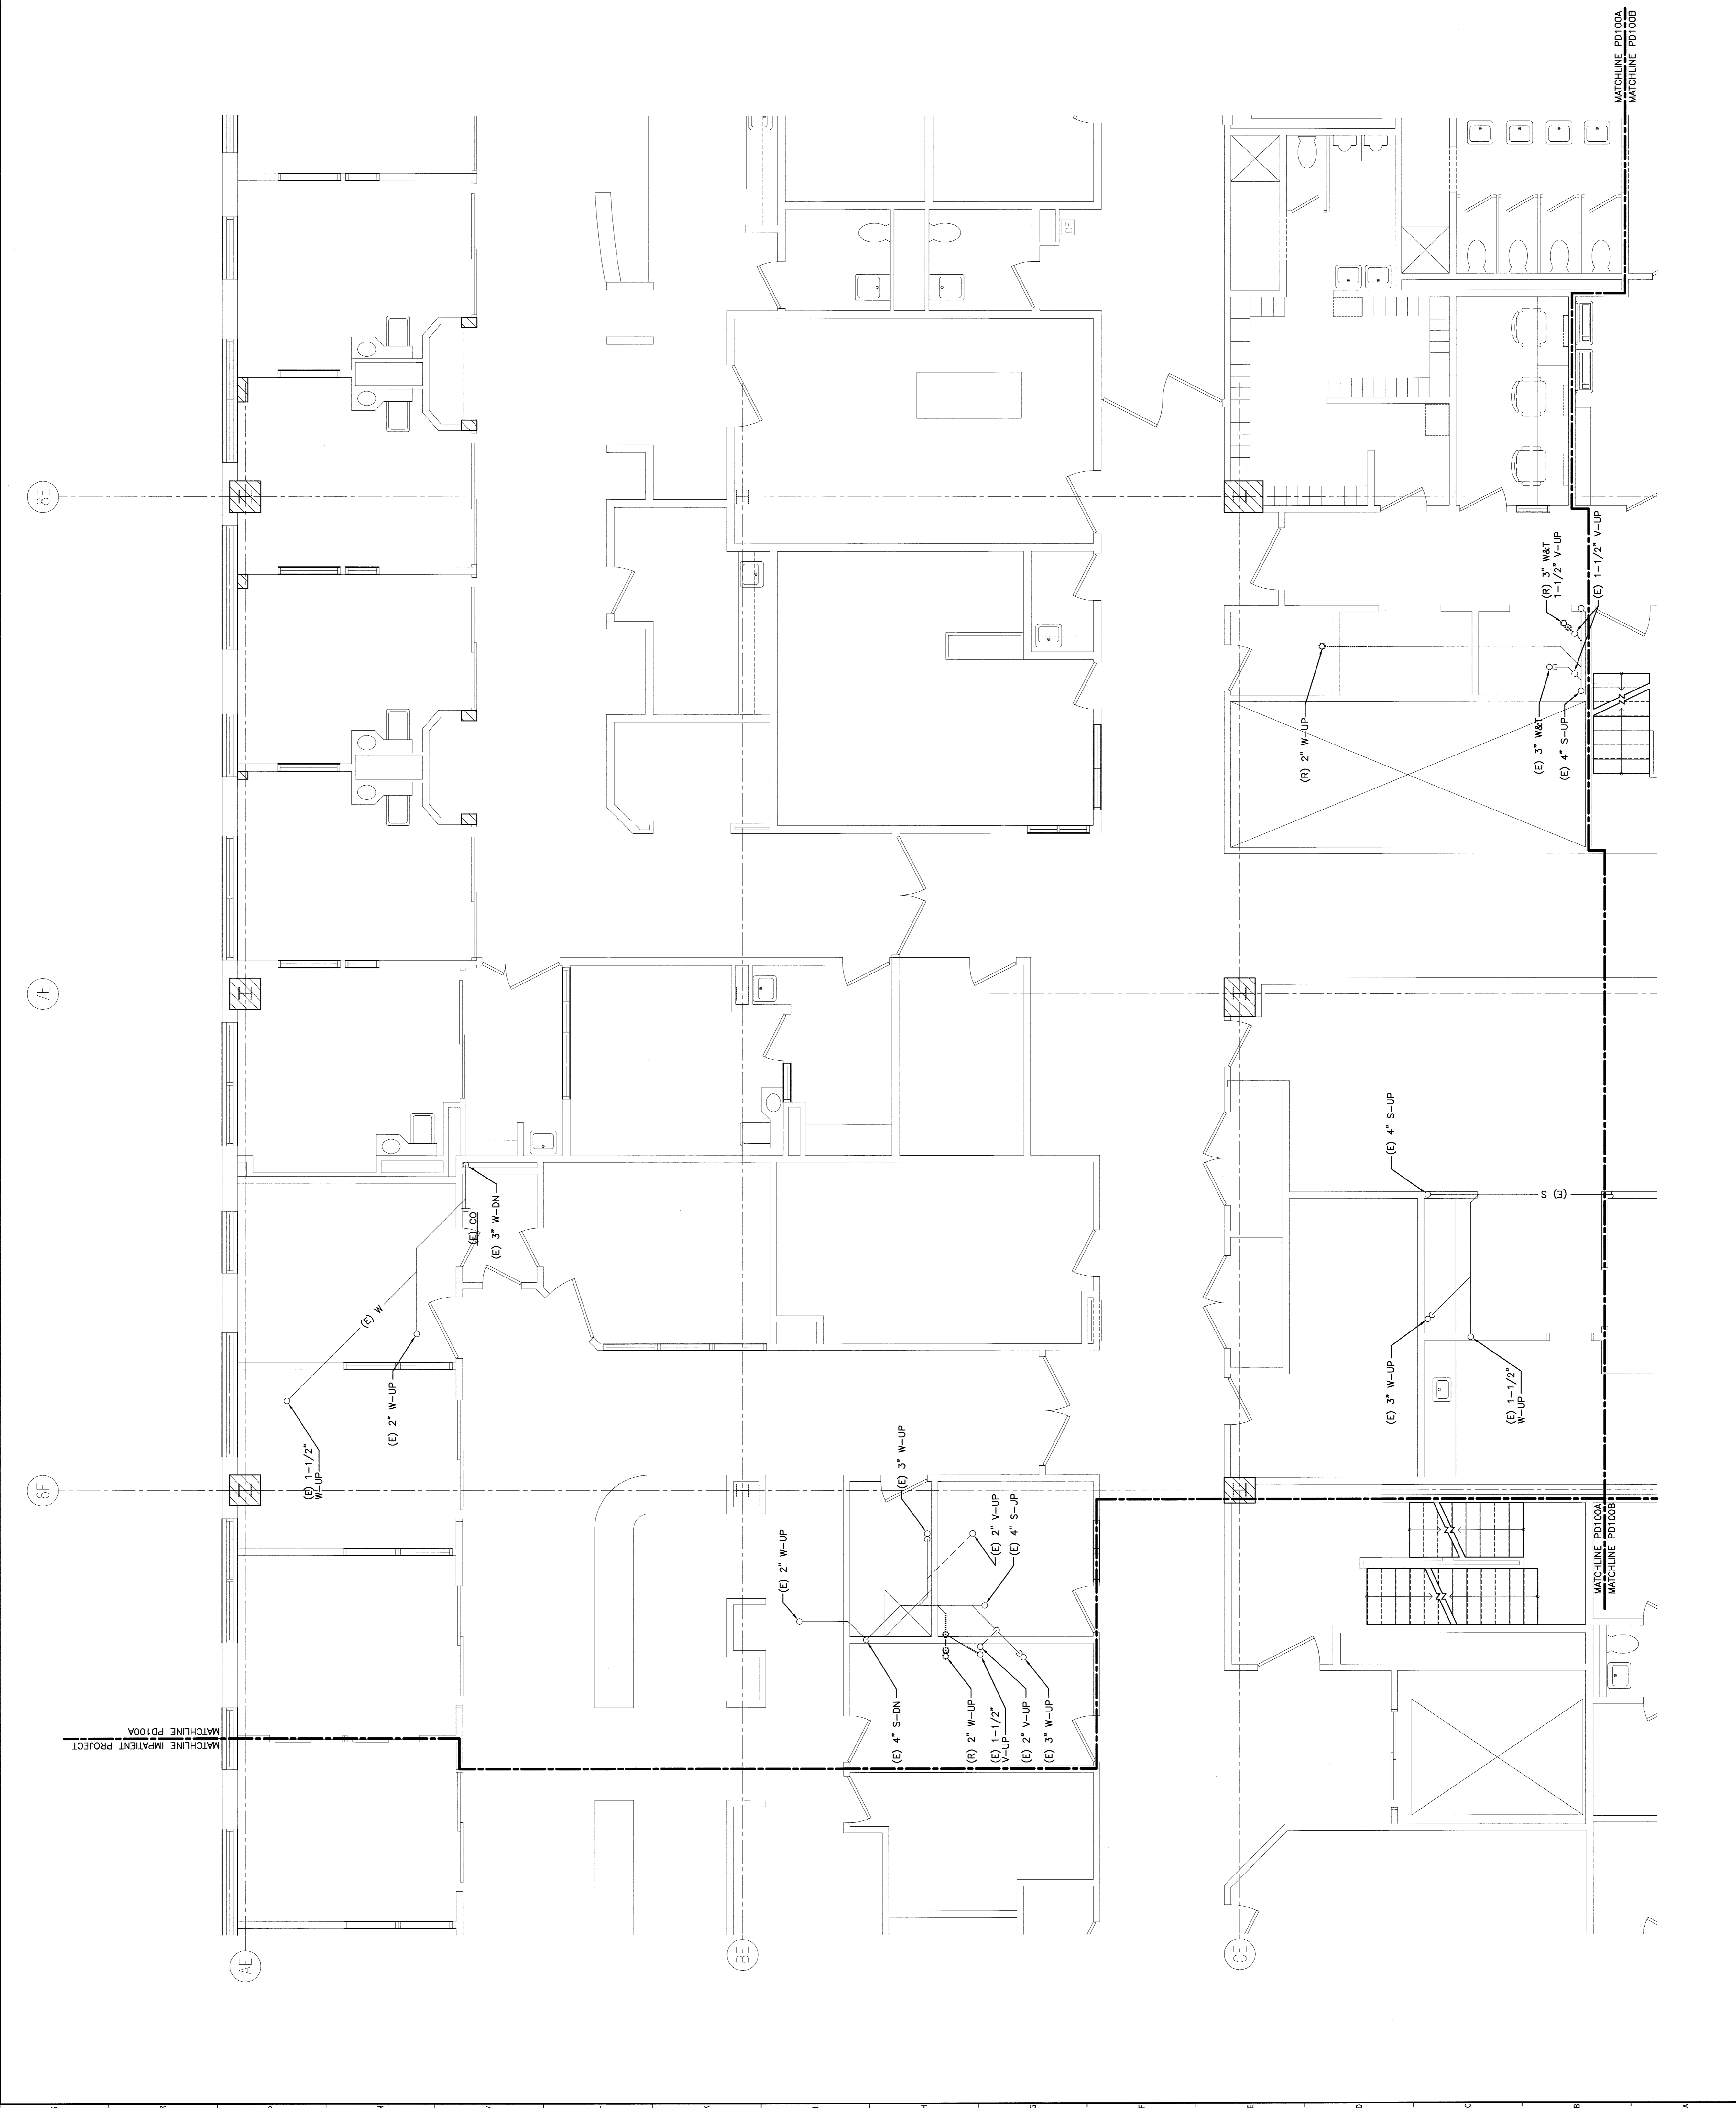 MATCHLINE PD100A
MATCHLINE PD100B
8E
7E
6E
AE
BE
CE
DF
(R) 3" W&T
1-1/2" V-UP
(E) 1-1/2" V-UP
(R) 2" W-UP
(E) 3" W&T
(E) 4" S-UP
(E) 4" S-UP
(E) S
(E) 3" W-UP
(E) 1-1/2"
W-UP
(E) CO
(E) 3" W-DN
(E) W
(E) 2" W-UP
(E) 1-1/2"
W-UP
(E) 3" W-UP
(E) 2" W-UP
(E) 2" V-UP
(E) 4" S-UP
(E) 4" S-DN
(R) 2" W-UP
(E) 1-1/2"
V-UP
(E) 2" V-UP
(E) 3" W-UP
MATCHLINE PD100A
MATCHLINE PD100B
MATCHLINE PD100A
MATCHLINE IMPATIENT PROJECT
H
G
F
E
D
C
B
A